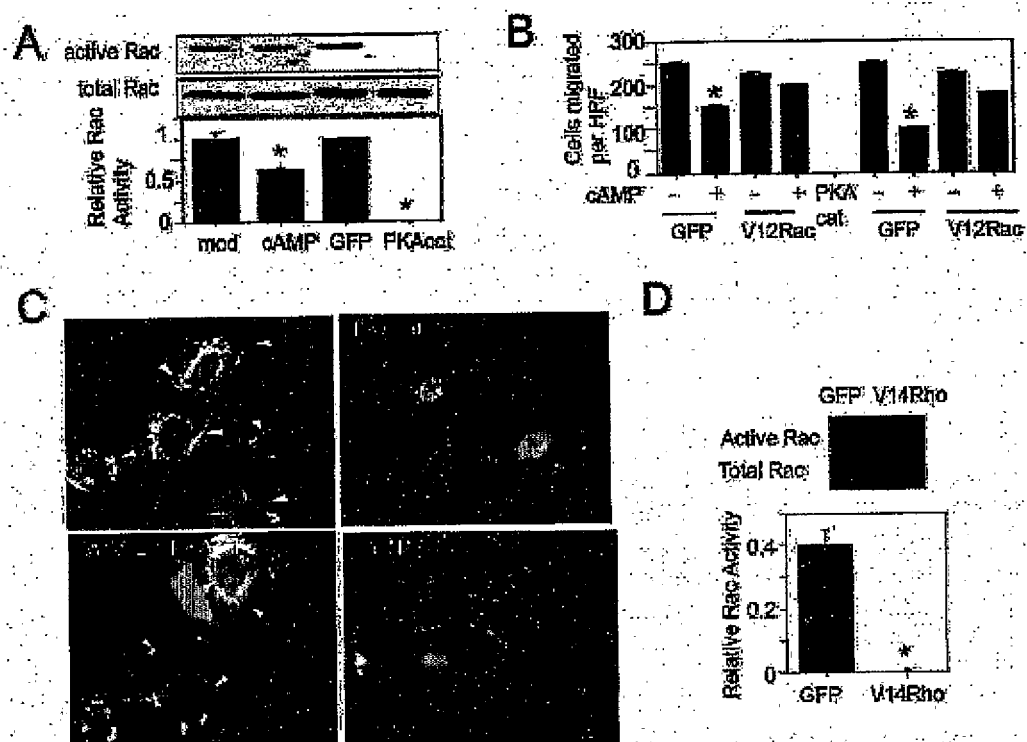 A
active Rac
total Rac
Relative Rac
Activity
1
0.5
0
mod cAMP GFP PKAcat
B
Cells migrated
per HPF
300
200
100
0
cAMP - + - + PKA - + - +
cat
GFP V12Rac GFP V12Rac
C
D
GFP V14Rho
Active Rac
Total Rac
Relative Rac Activity
0.4
0.2
0
GFP V14Rho